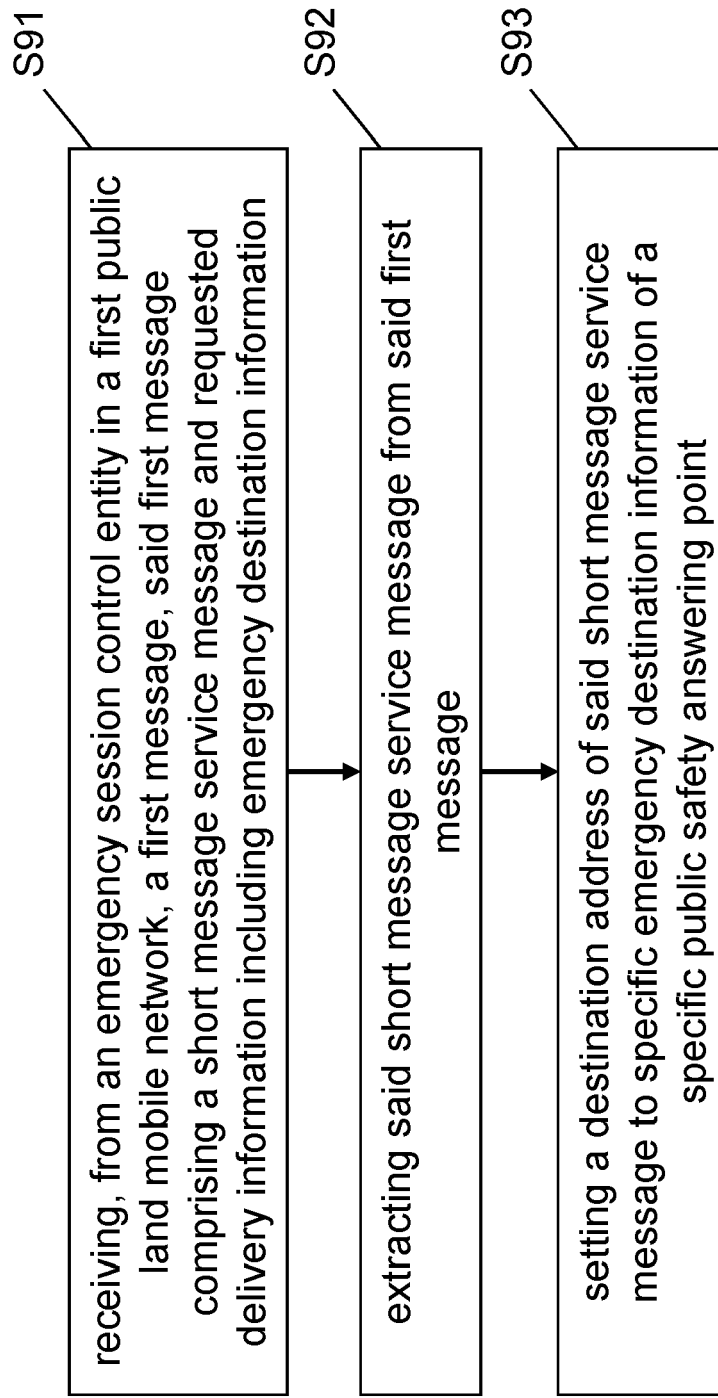 S91
receiving, from an emergency session control entity in a first public
land mobile network, a first message, said first message
comprising a short message service message and requested
delivery information including emergency destination information
S92
extracting said short message service message from said first
message
S93
setting a destination address of said short message service
message to specific emergency destination information of a
specific public safety answering point